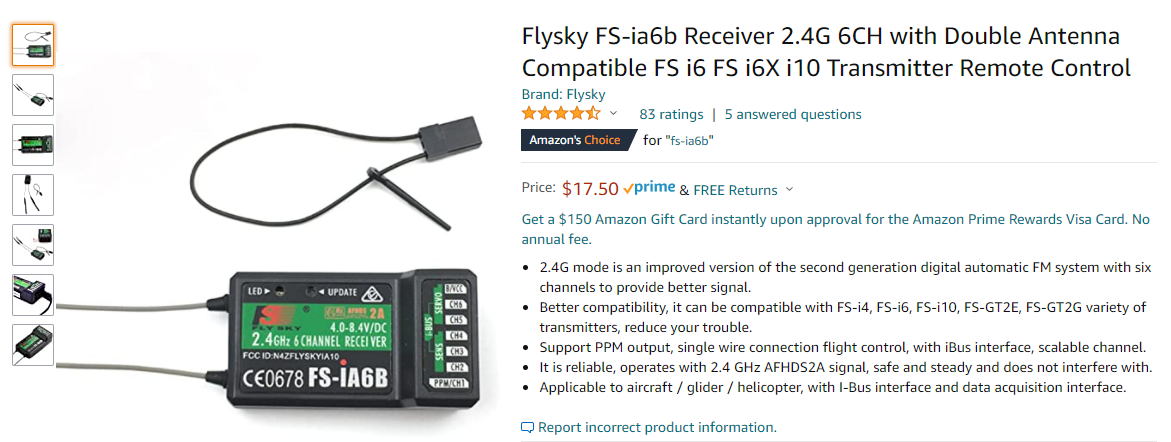 Flysky FS-ia6b Receiver 2.4G 6CH with Double Antenna
Compatible FS i6 FS i6X i10 Transmitter Remote Control
Brand: Flysky
83 ratings | 5 answered questions
Amazon's Choice for "fs-ia6b"
Price: $17.50 prime & FREE Returns
Get a $150 Amazon Gift Card instantly upon approval for the Amazon Prime Rewards Visa Card. No
annual fee.
• 2.4G mode is an improved version of the second generation digital automatic FM system with six
channels to provide better signal.
• Better compatibility, it can be compatible with FS-i4, FS-i6, FS-i10, FS-GT2E, FS-GT2G variety of
transmitters, reduce your trouble.
• Support PPM output, single wire connection flight control, with iBus interface, scalable channel.
• It is reliable, operates with 2.4 GHz AFHDS2A signal, safe and steady and does not interfere with.
• Applicable to aircraft / glider / helicopter, with I-Bus interface and data acquisition interface.
Report incorrect product information.
LED
UPDATE
FLY SKY
AFHDS 2A
4.0-8.4V/DC
2.4GHz 6 CHANNEL RECEIVER
FCC ID:N4ZFLYSKYIA10
CE0678 FS-iA6B
i-BUS
SERVO
SENS
B/VCC
CH6
CH5
CH4
CH3
CH2
PPM/CH1